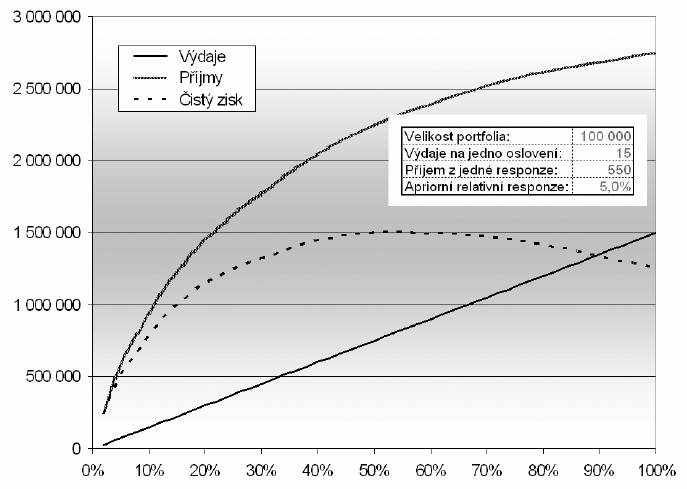 3 000 000
2 500 000
2 000 000
1 500 000
1 000 000
500 000
0
0% 10% 20% 30% 40% 50% 60% 70% 80% 90% 100%
Výdaje
Příjmy
Čistý zisk
Velikost portfolia: 100 000
Výdaje na jedno oslovení: 15
Příjem z jedné responze: 550
Apriorní relativní responze: 5,0%